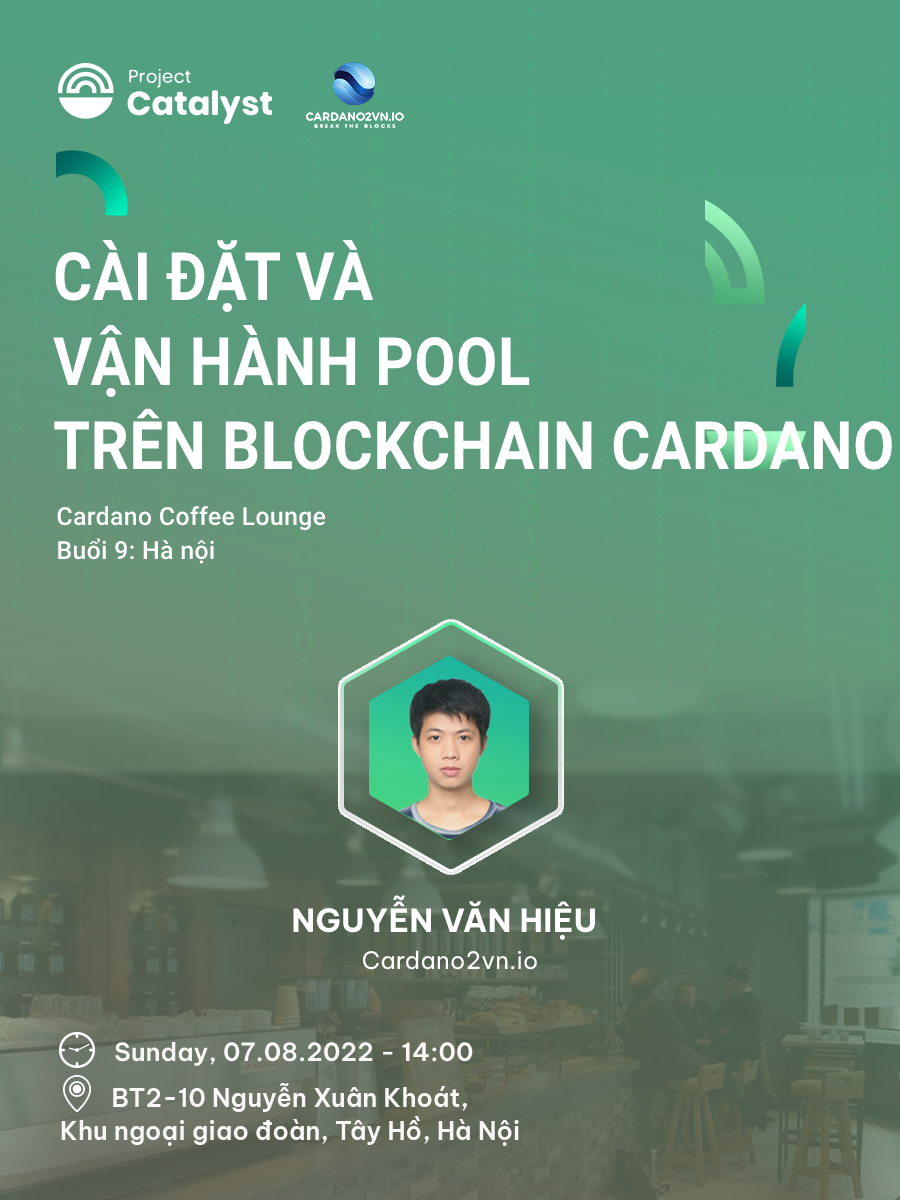 Project
Catalyst
CARDANO2VN.IO
BREAK THE BLOCKS
CÀI ĐẶT VÀ
VẬN HÀNH POOL
TRÊN BLOCKCHAIN CARDANO
Cardano Coffee Lounge
Buổi 9: Hà nội
NGUYỄN VĂN HIỆU
Cardano2vn.io
Sunday, 07.08.2022 - 14:00
BT2-10 Nguyễn Xuân Khoát,
Khu ngoại giao đoàn, Tây Hồ, Hà Nội